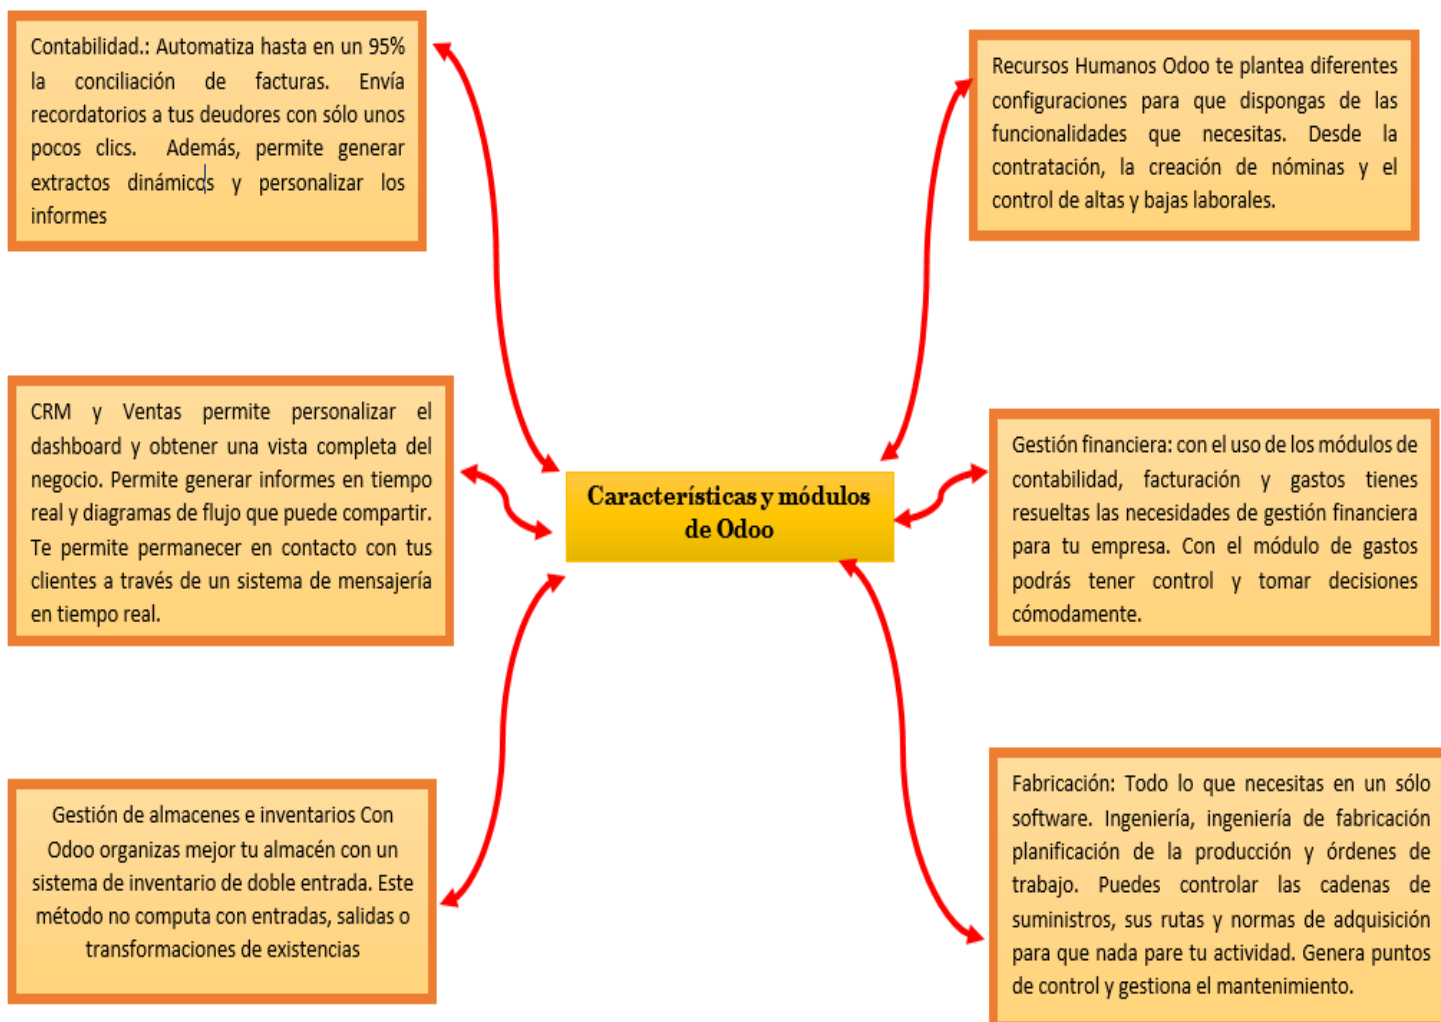 Contabilidad.: Automatiza hasta en un 95%
la conciliación de facturas. Envía
recordatorios a tus deudores con sólo unos
pocos clics. Además, permite generar
extractos dinámicos y personalizar los
informes
Recursos Humanos Odoo te plantea diferentes
configuraciones para que dispongas de las
funcionalidades que necesitas. Desde la
contratación, la creación de nóminas y el
control de altas y bajas laborales.
CRM y Ventas permite personalizar el
dashboard y obtener una vista completa del
negocio. Permite generar informes en tiempo
real y diagramas de flujo que puede compartir.
Te permite permanecer en contacto con tus
clientes a través de un sistema de mensajería
en tiempo real.
Características y módulos
de Odoo
Gestión financiera: con el uso de los módulos de
contabilidad, facturación y gastos tienes
resueltas las necesidades de gestión financiera
para tu empresa. Con el módulo de gastos
podrás tener control y tomar decisiones
cómodamente.
Gestión de almacenes e inventarios Con
Odoo organizas mejor tu almacén con un
sistema de inventario de doble entrada. Este
método no computa con entradas, salidas o
transformaciones de existencias
Fabricación: Todo lo que necesitas en un sólo
software. Ingeniería, ingeniería de fabricación
planificación de la producción y órdenes de
trabajo. Puedes controlar las cadenas de
suministros, sus rutas y normas de adquisición
para que nada pare tu actividad. Genera puntos
de control y gestiona el mantenimiento.